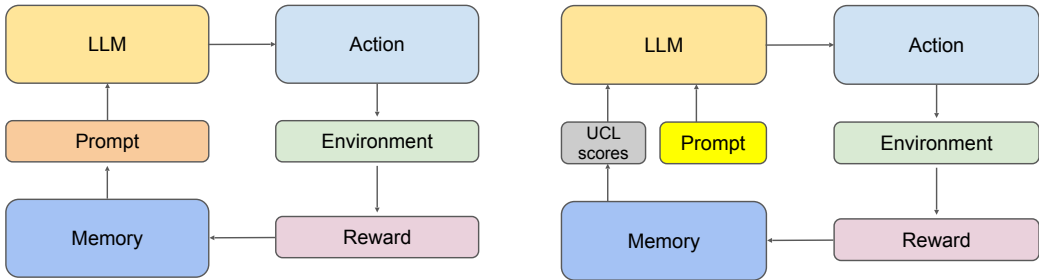 LLM
Action
Prompt
Environment
Memory
Reward
LLM
Action
UCL
scores
Prompt
Environment
Memory
Reward